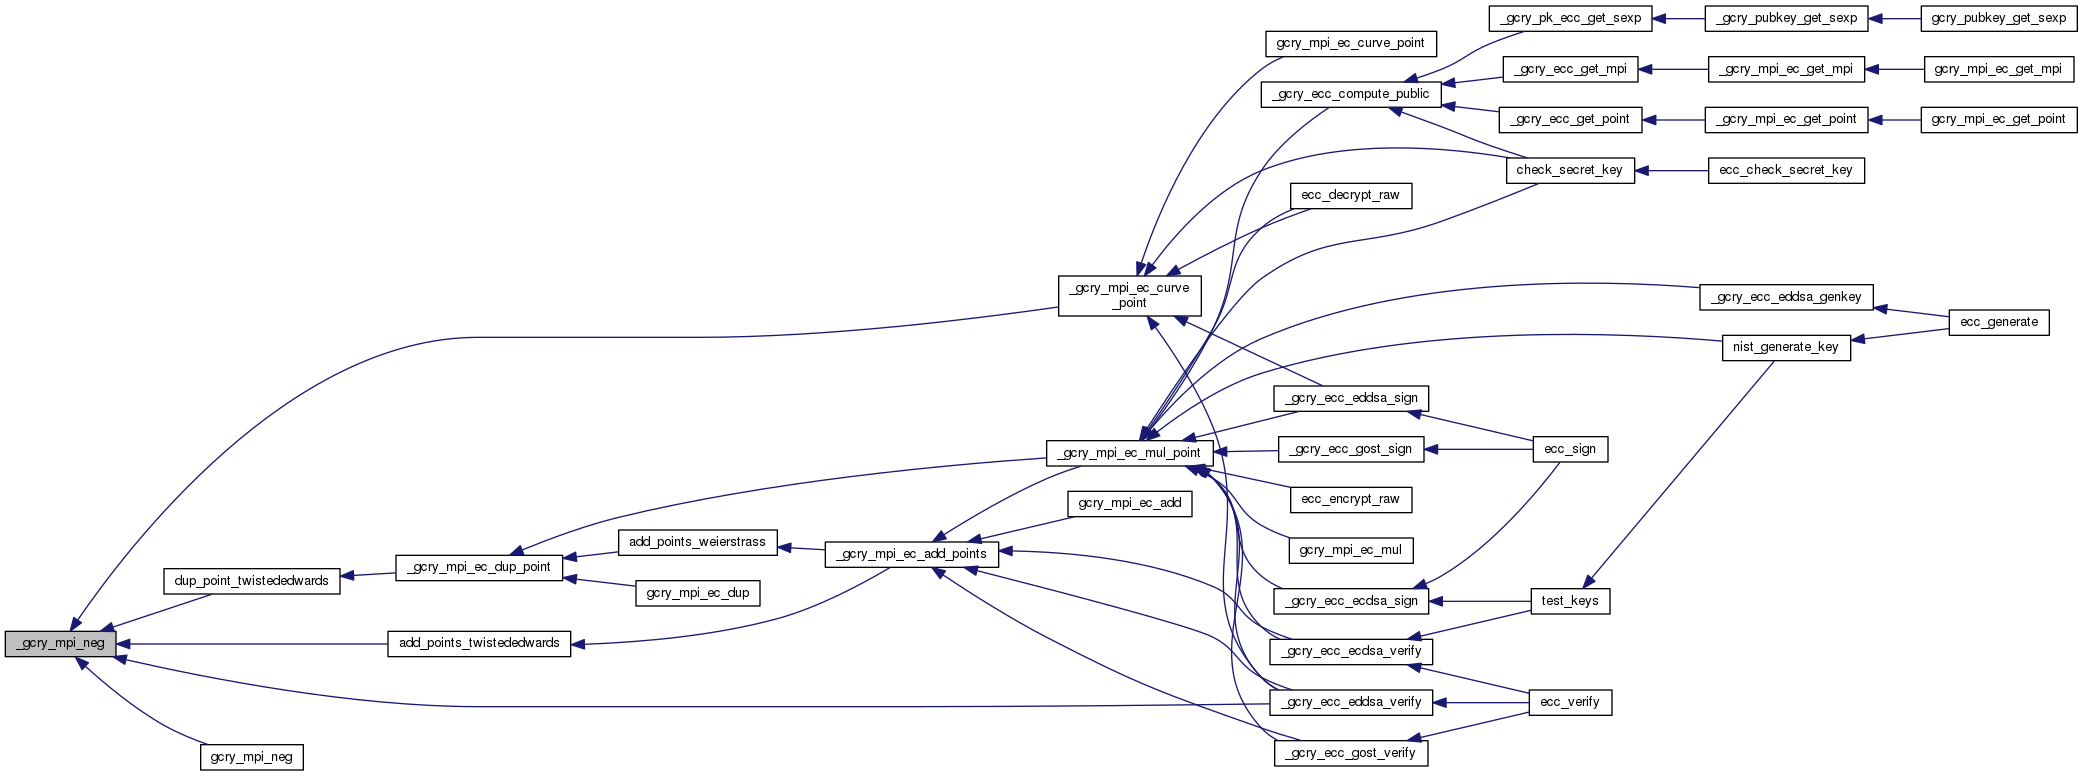 _gcry_pk_ecc_get_sexp
_gcry_pubkey_get_sexp
gcry_pubkey_get_sexp
gcry_mpi_ec_curve_point
_gcry_ecc_get_mpi
_gcry_mpi_ec_get_mpi
gcry_mpi_ec_get_mpi
_gcry_ecc_compute_public
_gcry_ecc_get_point
_gcry_mpi_ec_get_point
gcry_mpi_ec_get_point
check_secret_key
ecc_check_secret_key
ecc_decrypt_raw
_gcry_mpi_ec_curve
_point
_gcry_ecc_eddsa_genkey
ecc_generate
nist_generate_key
_gcry_ecc_eddsa_sign
_gcry_mpi_ec_mul_point
_gcry_ecc_gost_sign
ecc_sign
ecc_encrypt_raw
gcry_mpi_ec_add
add_points_weierstrass
_gcry_mpi_ec_add_points
gcry_mpi_ec_mul
_gcry_mpi_ec_dup_point
dup_point_twistededwards
gcry_mpi_ec_dup
_gcry_ecc_ecdsa_sign
test_keys
_gcry_mpi_neg
add_points_twistededwards
_gcry_ecc_ecdsa_verify
_gcry_ecc_eddsa_verify
ecc_verify
gcry_mpi_neg
_gcry_ecc_gost_verify